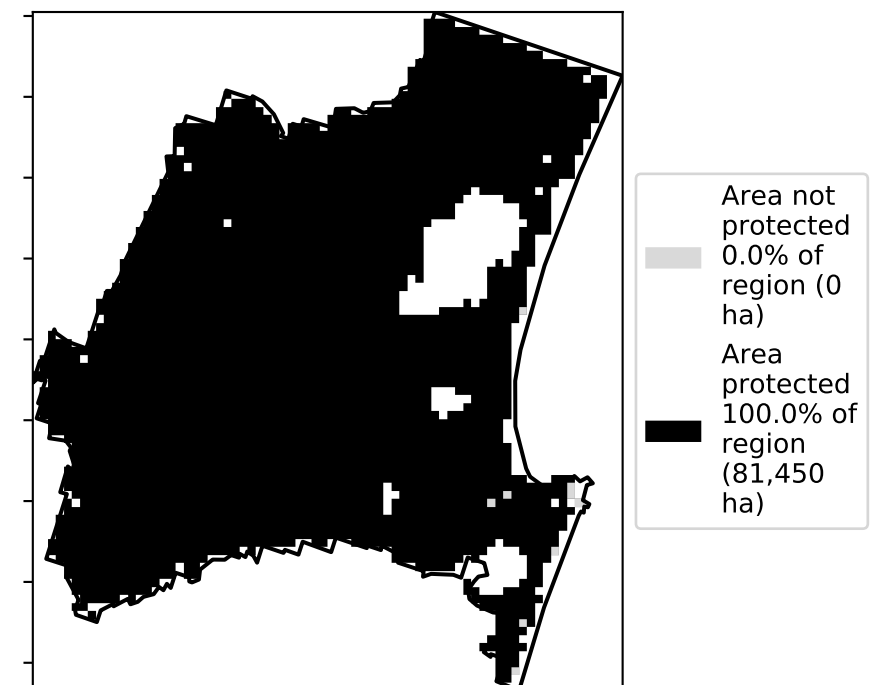 Area not
protected
0.0% of
region (0
ha)
Area
protected
100.0% of
region
(81,450
ha)